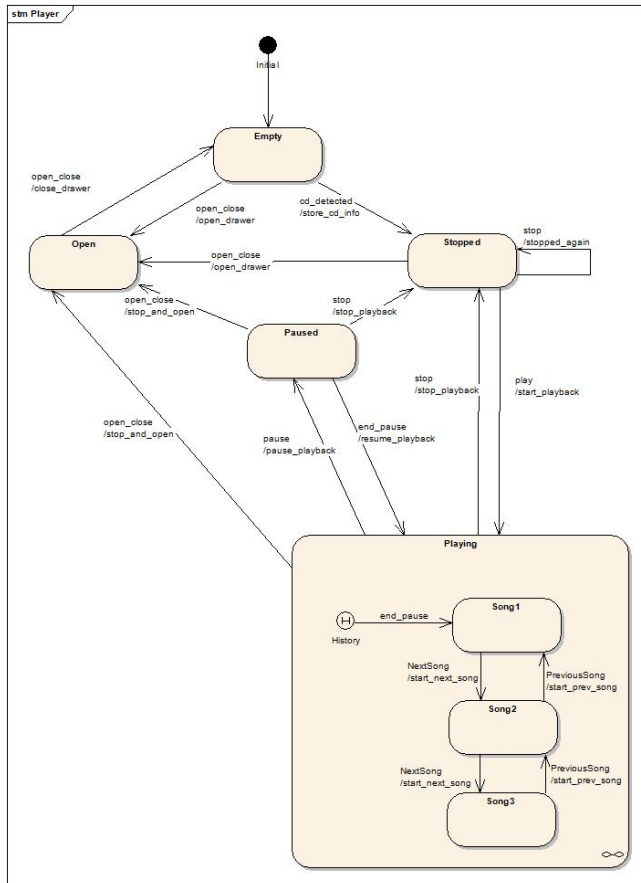 stm Player
Initial
Empty
open_close
/close_drawer
open_close
/open_drawer
cd_detected
/store_cd_info
Open
Stopped
stop
/stopped_again
open_close
/open_drawer
open_close
/stop_and_open
stop
/stop_playback
Paused
open_close
/stop_and_open
pause
/pause_playback
end_pause
/resume_playback
stop
/stop_playback
play
/start_playback
Playing
H
History
end_pause
Song1
NextSong
/start_next_song
PreviousSong
/start_prev_song
Song2
NextSong
/start_next_song
PreviousSong
/start_prev_song
Song3